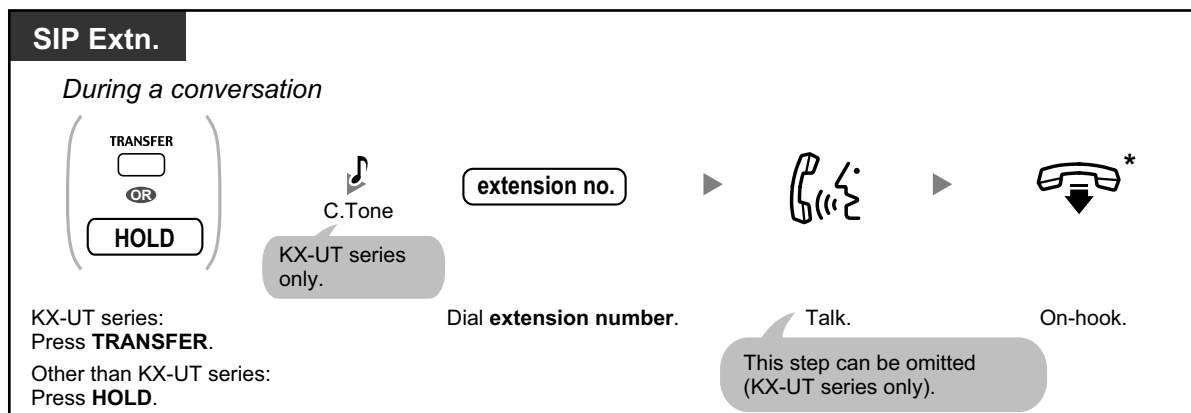 SIP Extn.
During a conversation
TRANSFER
OR
HOLD
C.Tone
KX-UT series
only.
extension no.
*
KX-UT series:
Press TRANSFER.
Other than KX-UT series:
Press HOLD.
Dial extension number.
Talk.
This step can be omitted
(KX-UT series only).
On-hook.